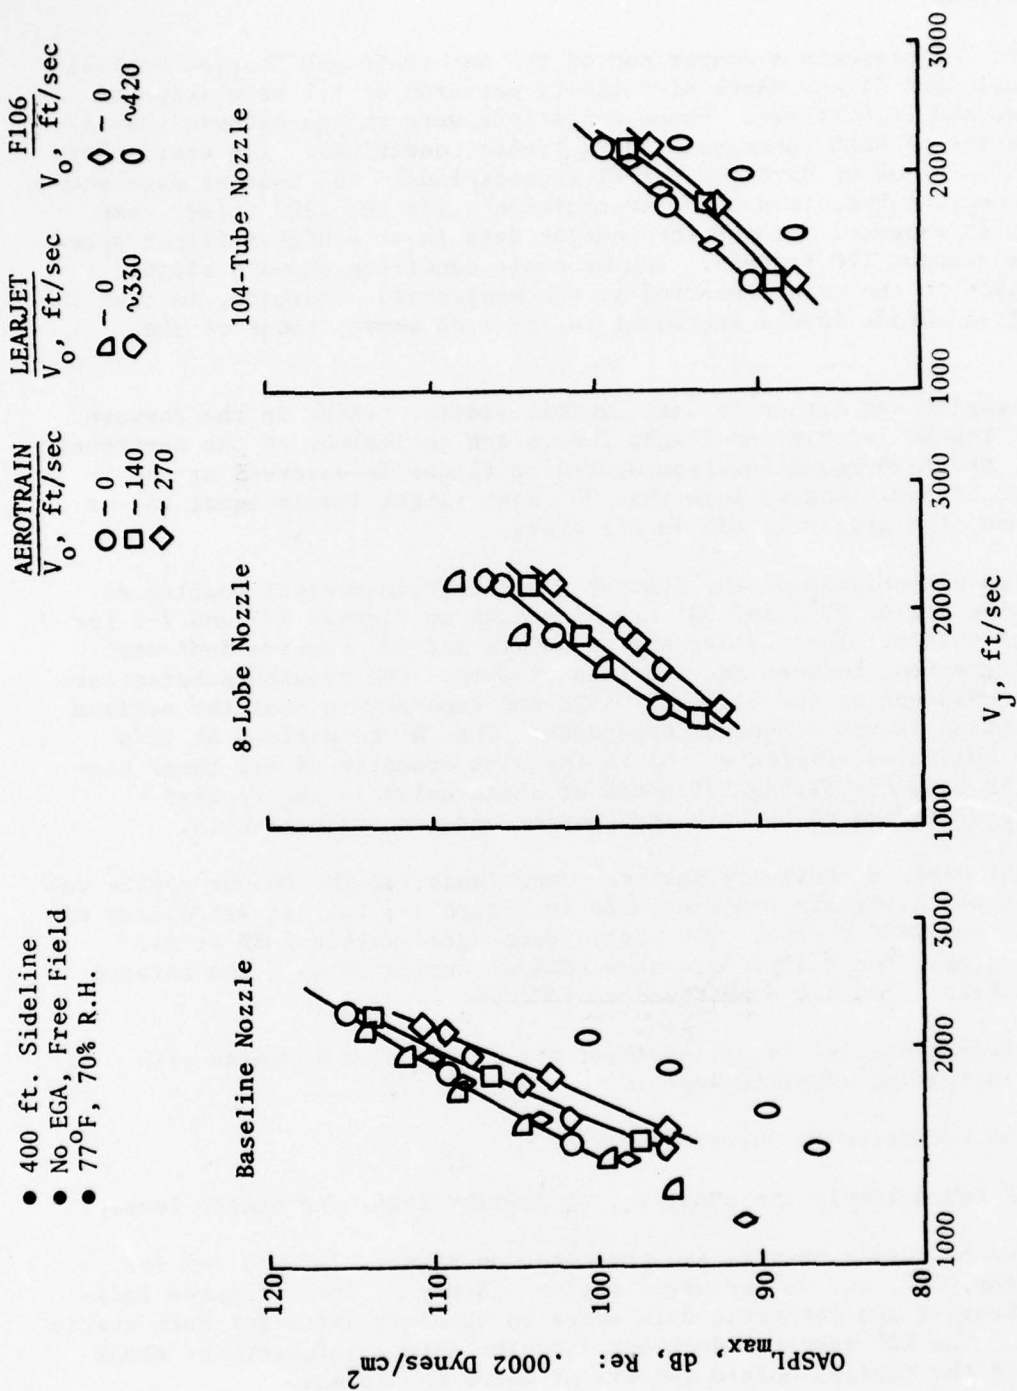 ● 400 ft. Sideline
● No EGA, Free Field
● 77°F, 70% R.H.
AEROTRAIN
V₀, ft/sec
○ - 0
□ - 140
◇ - 270
LEARJET
V₀, ft/sec
- 0
◇ ~330
F106
V₀, ft/sec
- 0
~420
Baseline Nozzle
8-Lobe Nozzle
104-Tube Nozzle
OASPLmax, dB, Re: .0002 Dynes/cm²
120
110
100
90
80
1000
2000
3000
1000
2000
3000
1000
2000
3000
V_J, ft/sec